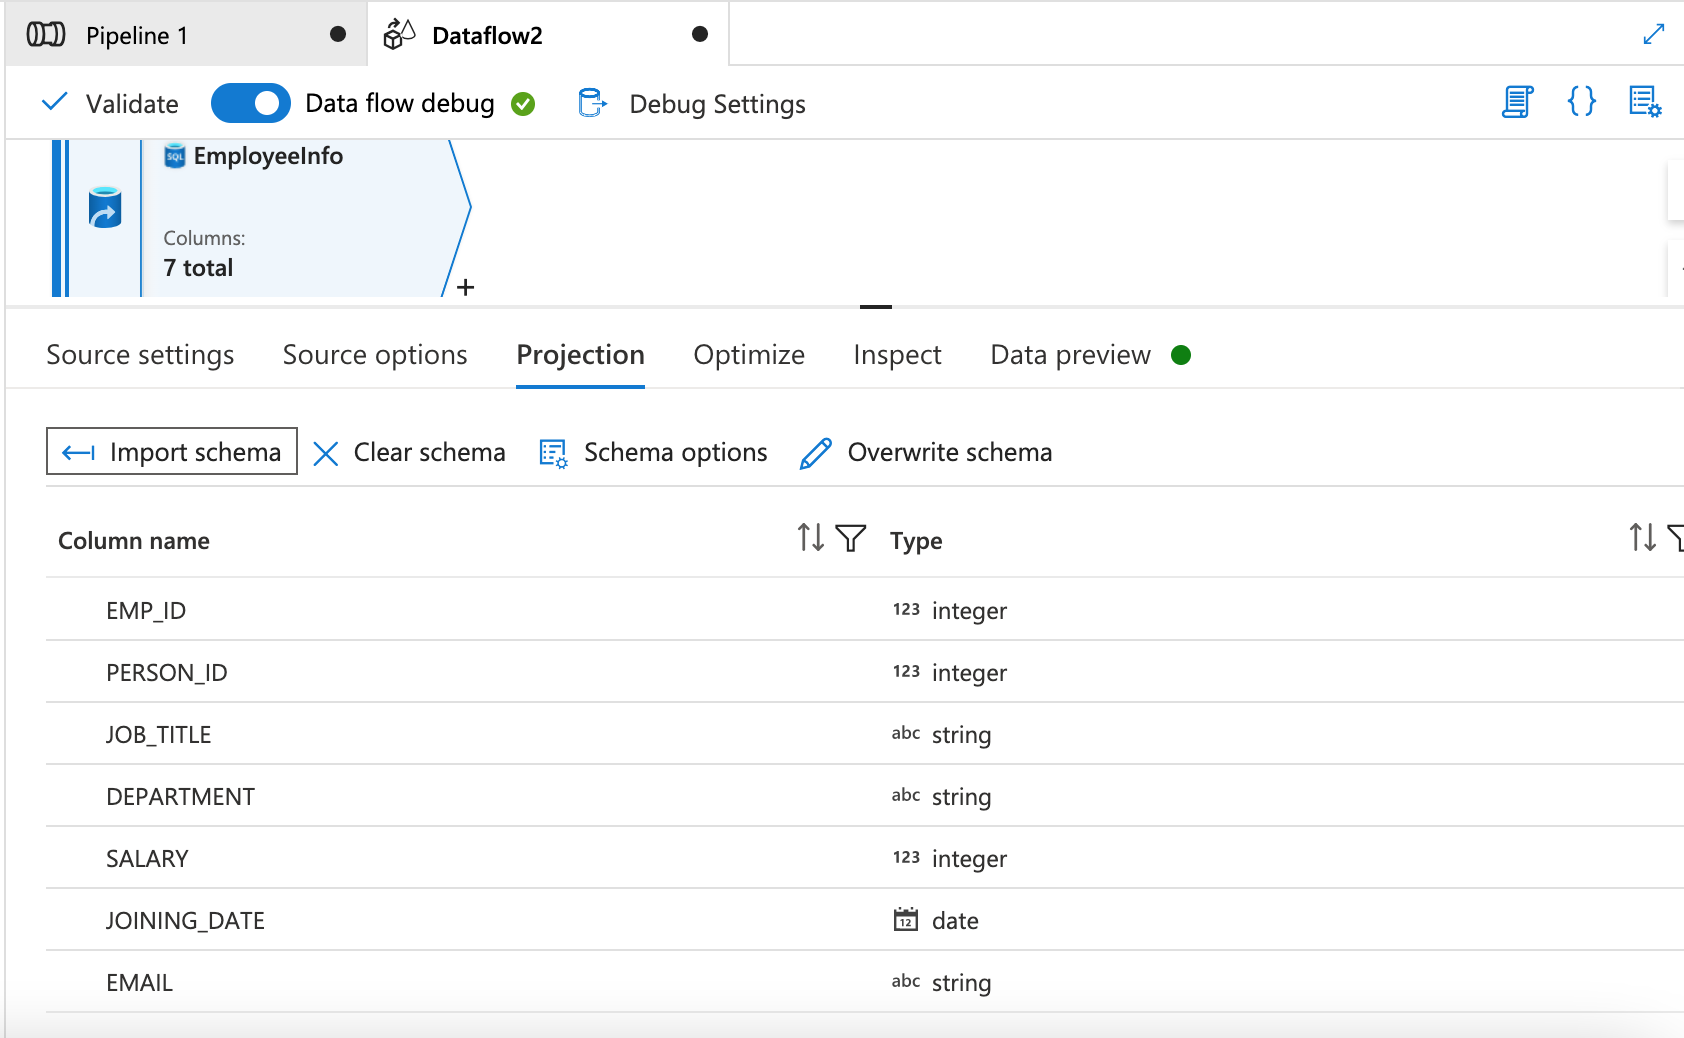 Pipeline 1 Dataflow2
Validate Data flow debug Debug Settings
SQL EmployeeInfo
Columns:
7 total
Source settings Source options Projection Optimize Inspect Data preview
Import schema Clear schema Schema options Overwrite schema
Column name Type
EMP_ID 123 integer
PERSON_ID 123 integer
JOB_TITLE abc string
DEPARTMENT abc string
SALARY 123 integer
JOINING_DATE 12 date
EMAIL abc string